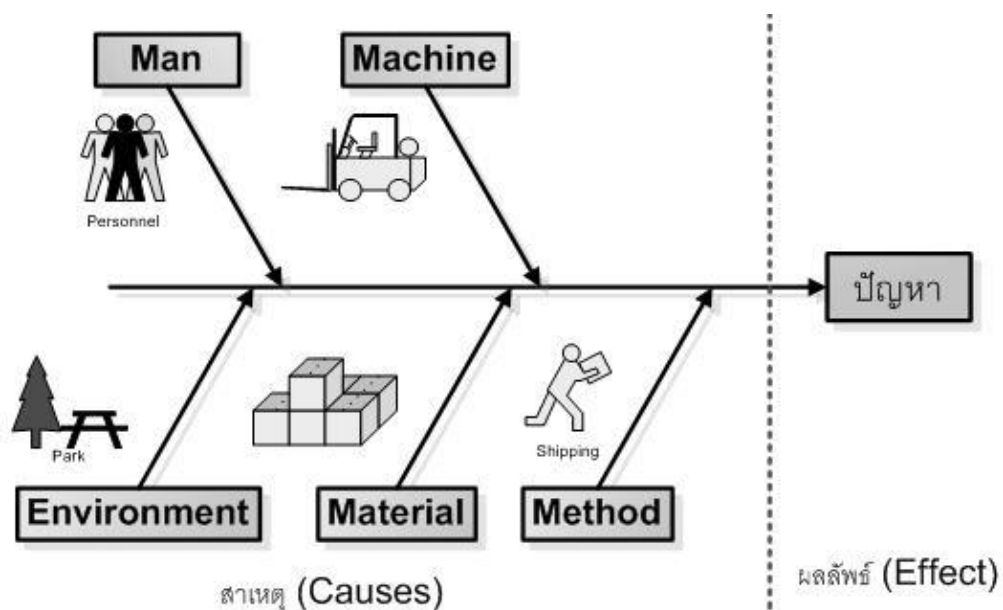 Man
Machine
Personnel
ปัญหา
Park
Shipping
Environment
Material
Method
สาเหตุ (Causes)
ผลลัพธ์ (Effect)